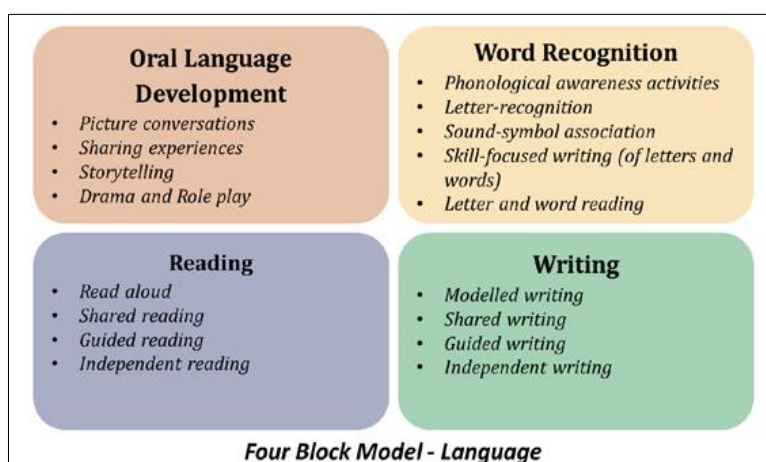 Oral Language
Development
• Picture conversations
• Sharing experiences
• Storytelling
• Drama and Role play
Word Recognition
• Phonological awareness activities
• Letter-recognition
• Sound-symbol association
• Skill-focused writing (of letters and
words)
• Letter and word reading
Reading
• Read aloud
• Shared reading
• Guided reading
• Independent reading
Writing
• Modelled writing
• Shared writing
• Guided writing
• Independent writing
Four Block Model - Language